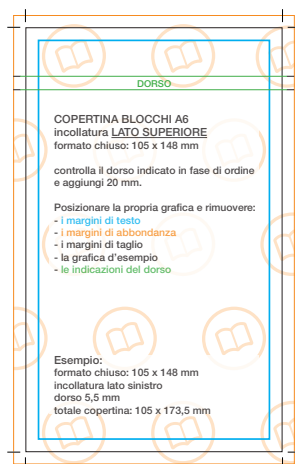 DORSO
COPERTINA BLOCCHI A6
incollatura LATO SUPERIORE
formato chiuso: 105 x 148 mm
controlla il dorso indicato in fase di ordine
e aggiungi 20 mm.
Posizionare la propria grafica e rimuovere:
- i margini di testo
- i margini di abbondanza
- i margini di taglio
- la grafica d'esempio
- le indicazioni del dorso
Esempio:
formato chiuso: 105 x 148 mm
incollatura lato sinistro
dorso 5,5 mm
totale copertina: 105 x 173,5 mm